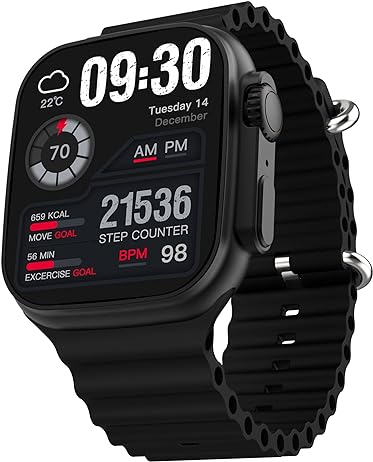 09:30
22°C
Tuesday 14
December
70
AM PM
659 KCAL
MOVE GOAL
21536
STEP COUNTER
56 MIN
EXCERCISE GOAL
BPM 98